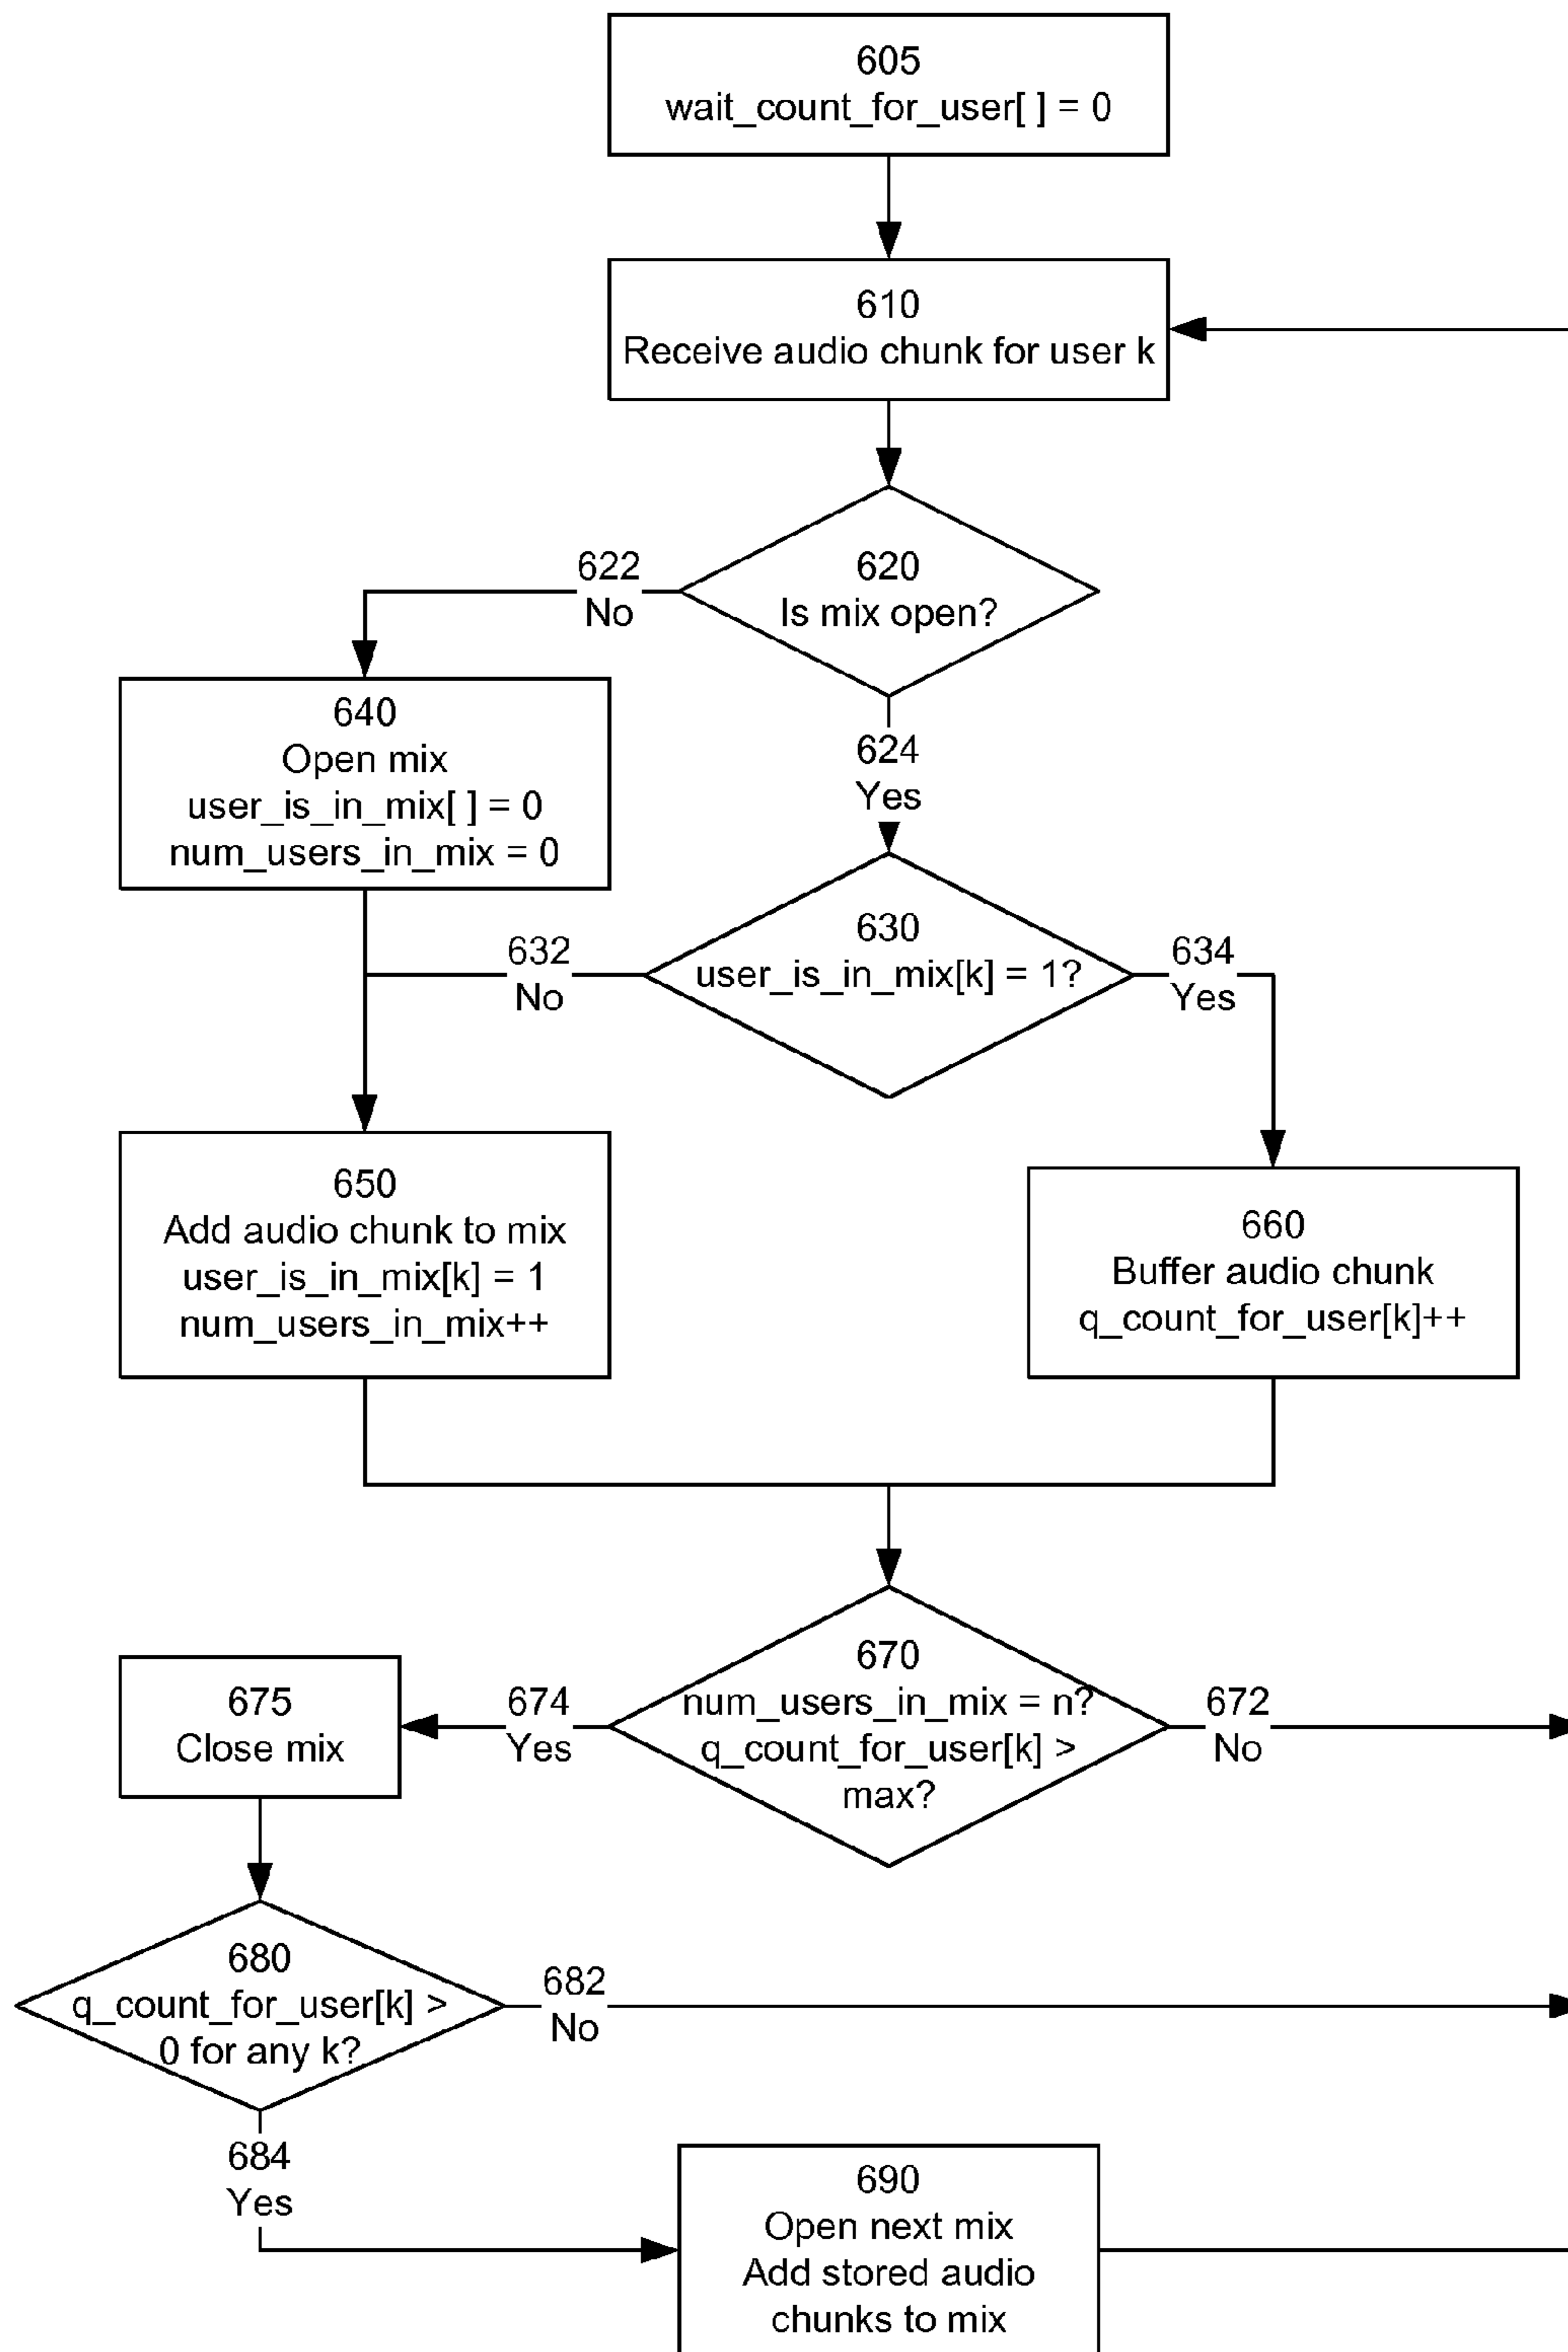 605
wait_count_for_user[ ] = 0
610
Receive audio chunk for user k
620
Is mix open?
622
No
624
Yes
640
Open mix
user_is_in_mix[ ] = 0
num_users_in_mix = 0
630
user_is_in_mix[k] = 1?
632
No
634
Yes
650
Add audio chunk to mix
user_is_in_mix[k] = 1
num_users_in_mix++
660
Buffer audio chunk
q_count_for_user[k]++
670
num_users_in_mix = n?
q_count_for_user[k] >
max?
674
Yes
672
No
675
Close mix
680
q_count_for_user[k] >
0 for any k?
682
No
684
Yes
690
Open next mix
Add stored audio
chunks to mix